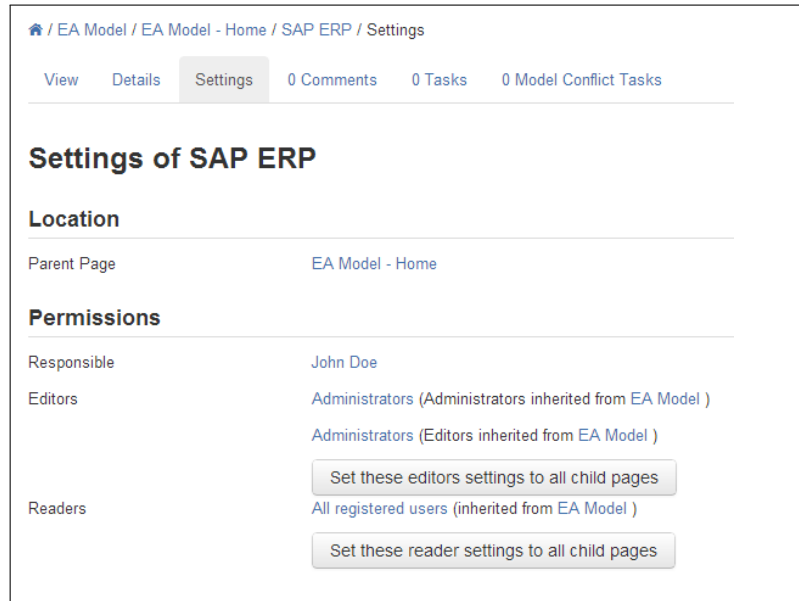 / EA Model / EA Model - Home / SAP ERP / Settings
View Details Settings 0 Comments 0 Tasks 0 Model Conflict Tasks
Settings of SAP ERP
Location
Parent Page EA Model - Home
Permissions
Responsible John Doe
Editors Administrators (Administrators inherited from EA Model )
Administrators (Editors inherited from EA Model )
Set these editors settings to all child pages
Readers All registered users (inherited from EA Model )
Set these reader settings to all child pages